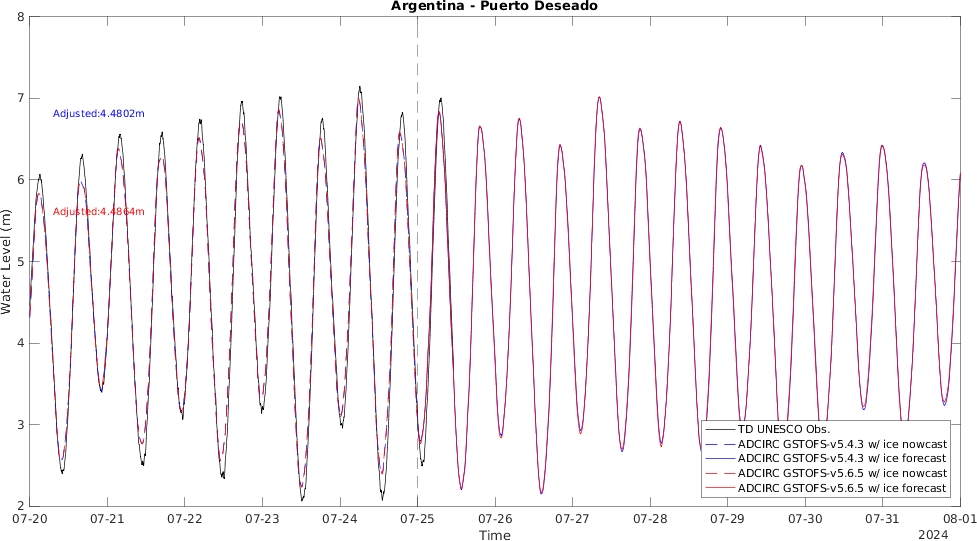 Argentina - Puerto Deseado
8
7
6
5
4
3
2
Water Level (m)
Adjusted:4.4802m
Adjusted:4.4864m
TD UNESCO Obs.
ADCIRC GSTOFS-v5.4.3 w/ ice nowcast
ADCIRC GSTOFS-v5.4.3 w/ ice forecast
ADCIRC GSTOFS-v5.6.5 w/ ice nowcast
ADCIRC GSTOFS-v5.6.5 w/ ice forecast
07-20 07-21 07-22 07-23 07-24 07-25 07-26 07-27 07-28 07-29 07-30 07-31 08-01
Time
2024